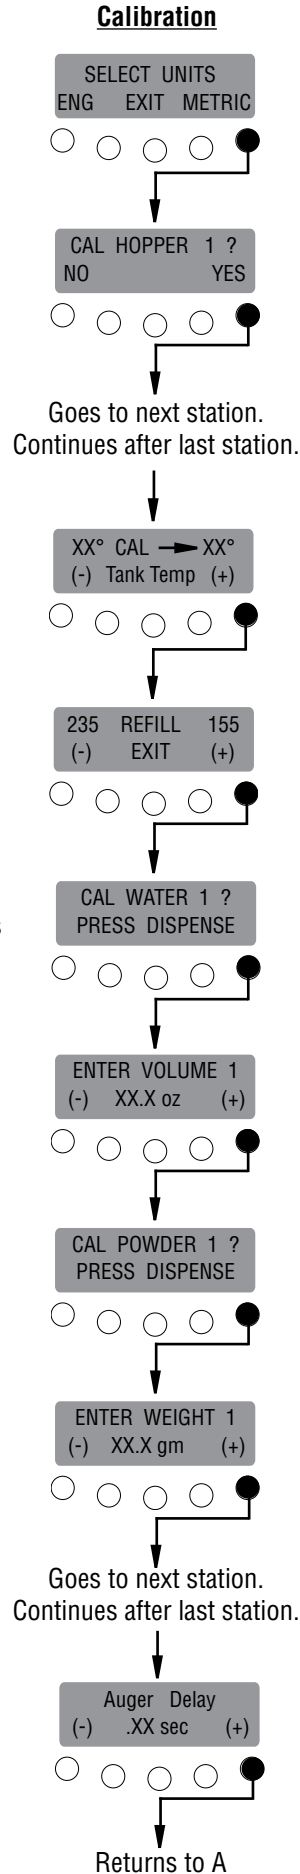 Calibration
SELECT UNITS
ENG EXIT METRIC
CAL HOPPER 1 ?
NO YES
Goes to next station.
Continues after last station.
XX° CAL → XX°
(-) Tank Temp (+)
235 REFILL 155
(-) EXIT (+)
CAL WATER 1 ?
PRESS DISPENSE
s
ENTER VOLUME 1
(-) XX.X oz (+)
CAL POWDER 1 ?
PRESS DISPENSE
ENTER WEIGHT 1
(-) XX.X gm (+)
Goes to next station.
Continues after last station.
Auger Delay
(-) .XX sec (+)
Returns to A